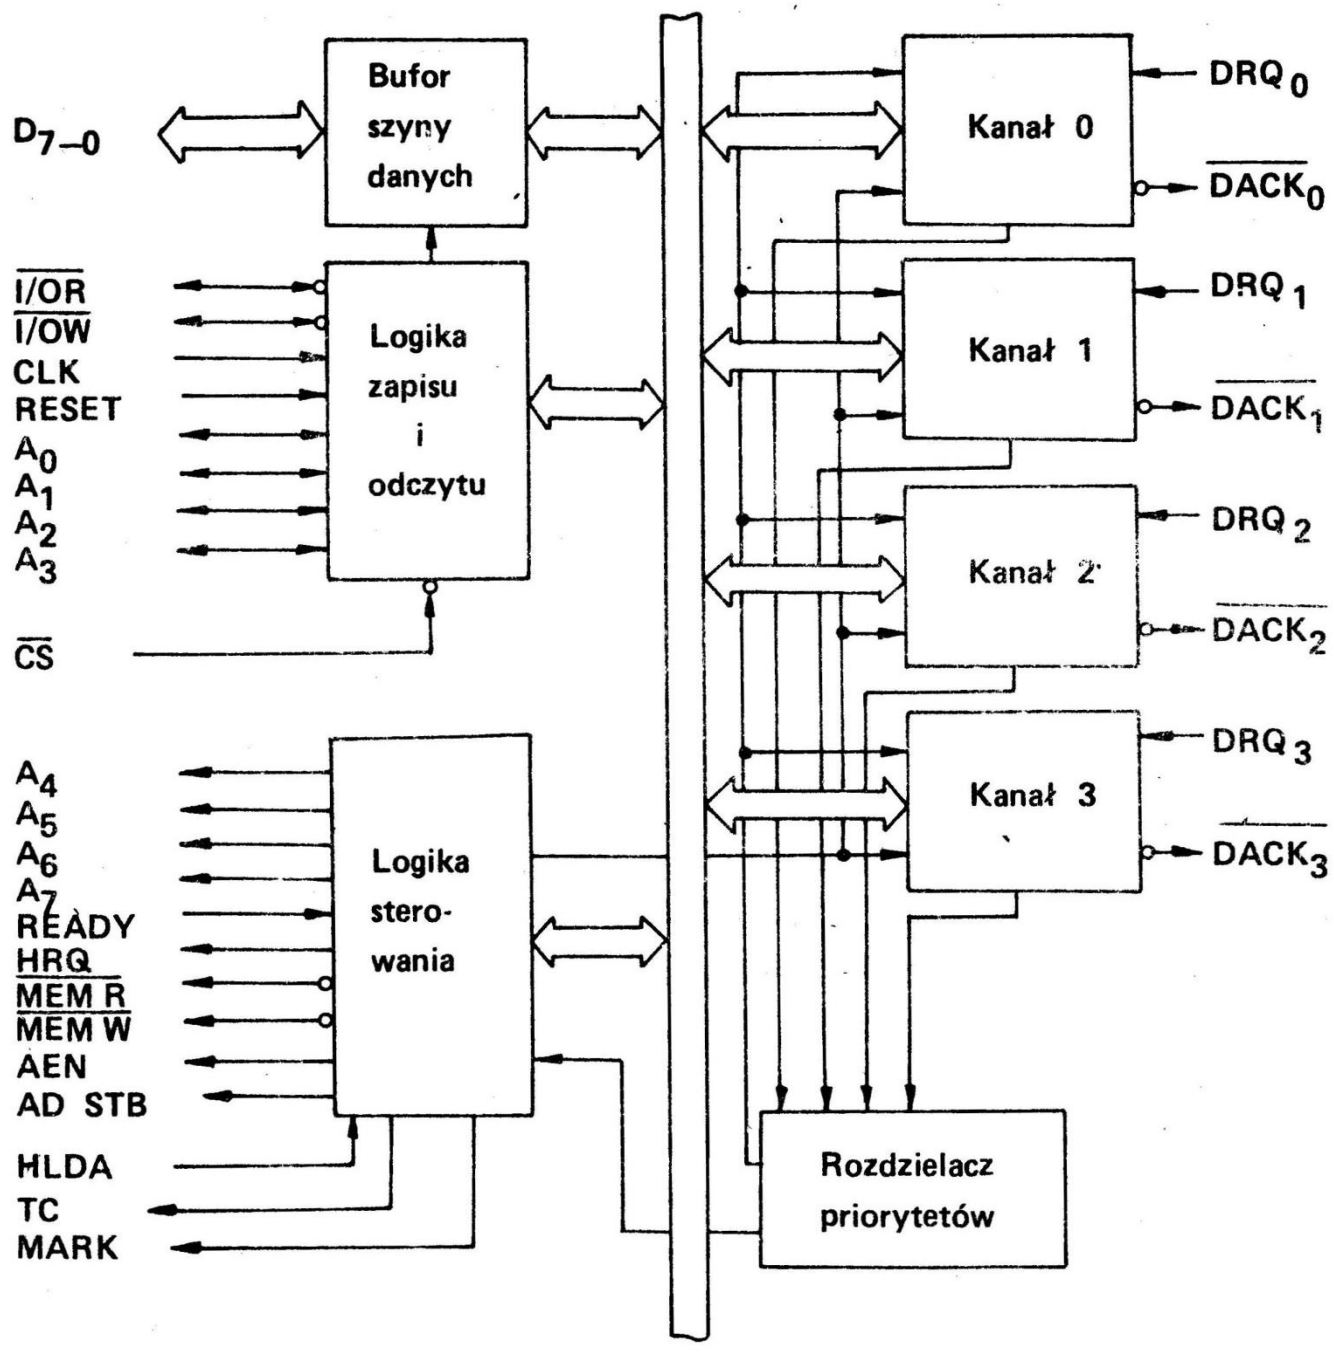 D7–0
I/OR
I/OW
CLK
RESET
A0
A1
A2
A3
CS
A4
A5
A6
A7
READY
HRQ
MEM R
MEM W
AEN
AD STB
HLDA
TC
MARK
Bufor
szyny
danych
Logika
zapisu
i
odczytu
Logika
stero-
wania
Kanał 0
Kanał 1
Kanał 2
Kanał 3
Rozdzielacz
priorytetów
DRQ0
DACK0
DRQ1
DACK1
DRQ2
DACK2
DRQ3
DACK3